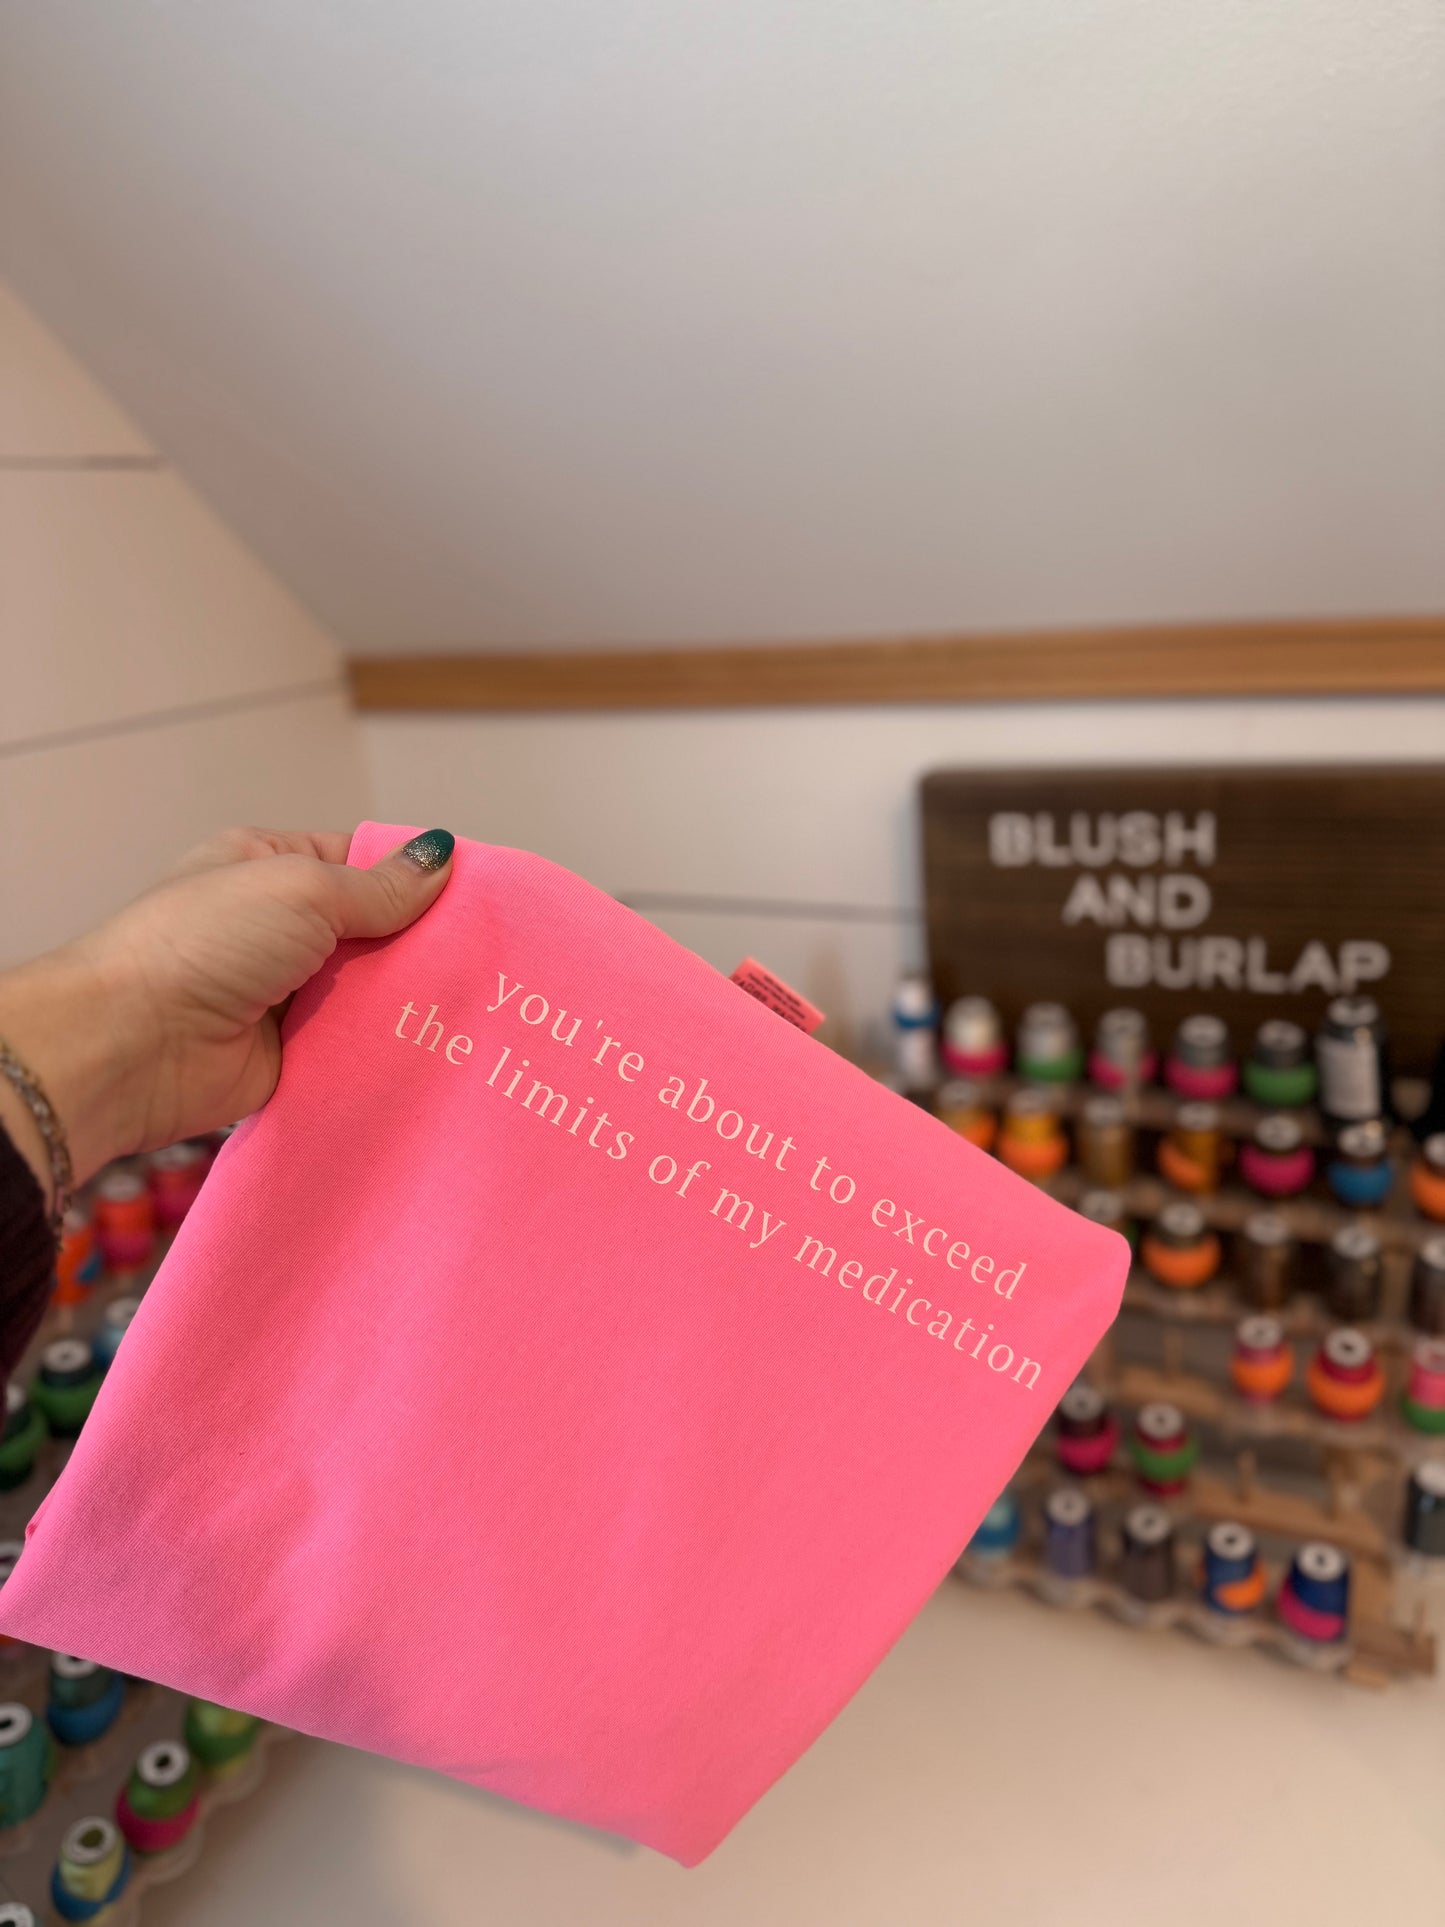 you're about to exceed
the limits of my medication
BLUSH
AND
BURLAP